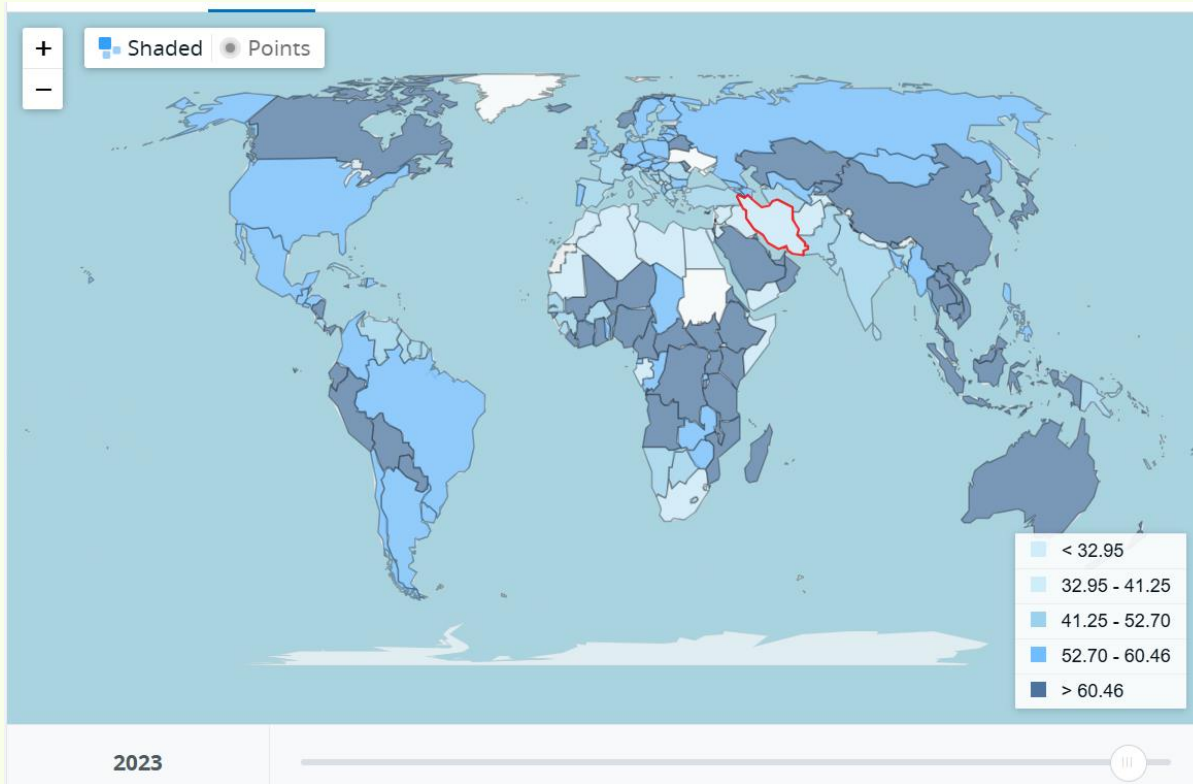 +
Shaded
Points
−
< 32.95
32.95 - 41.25
41.25 - 52.70
52.70 - 60.46
> 60.46
2023